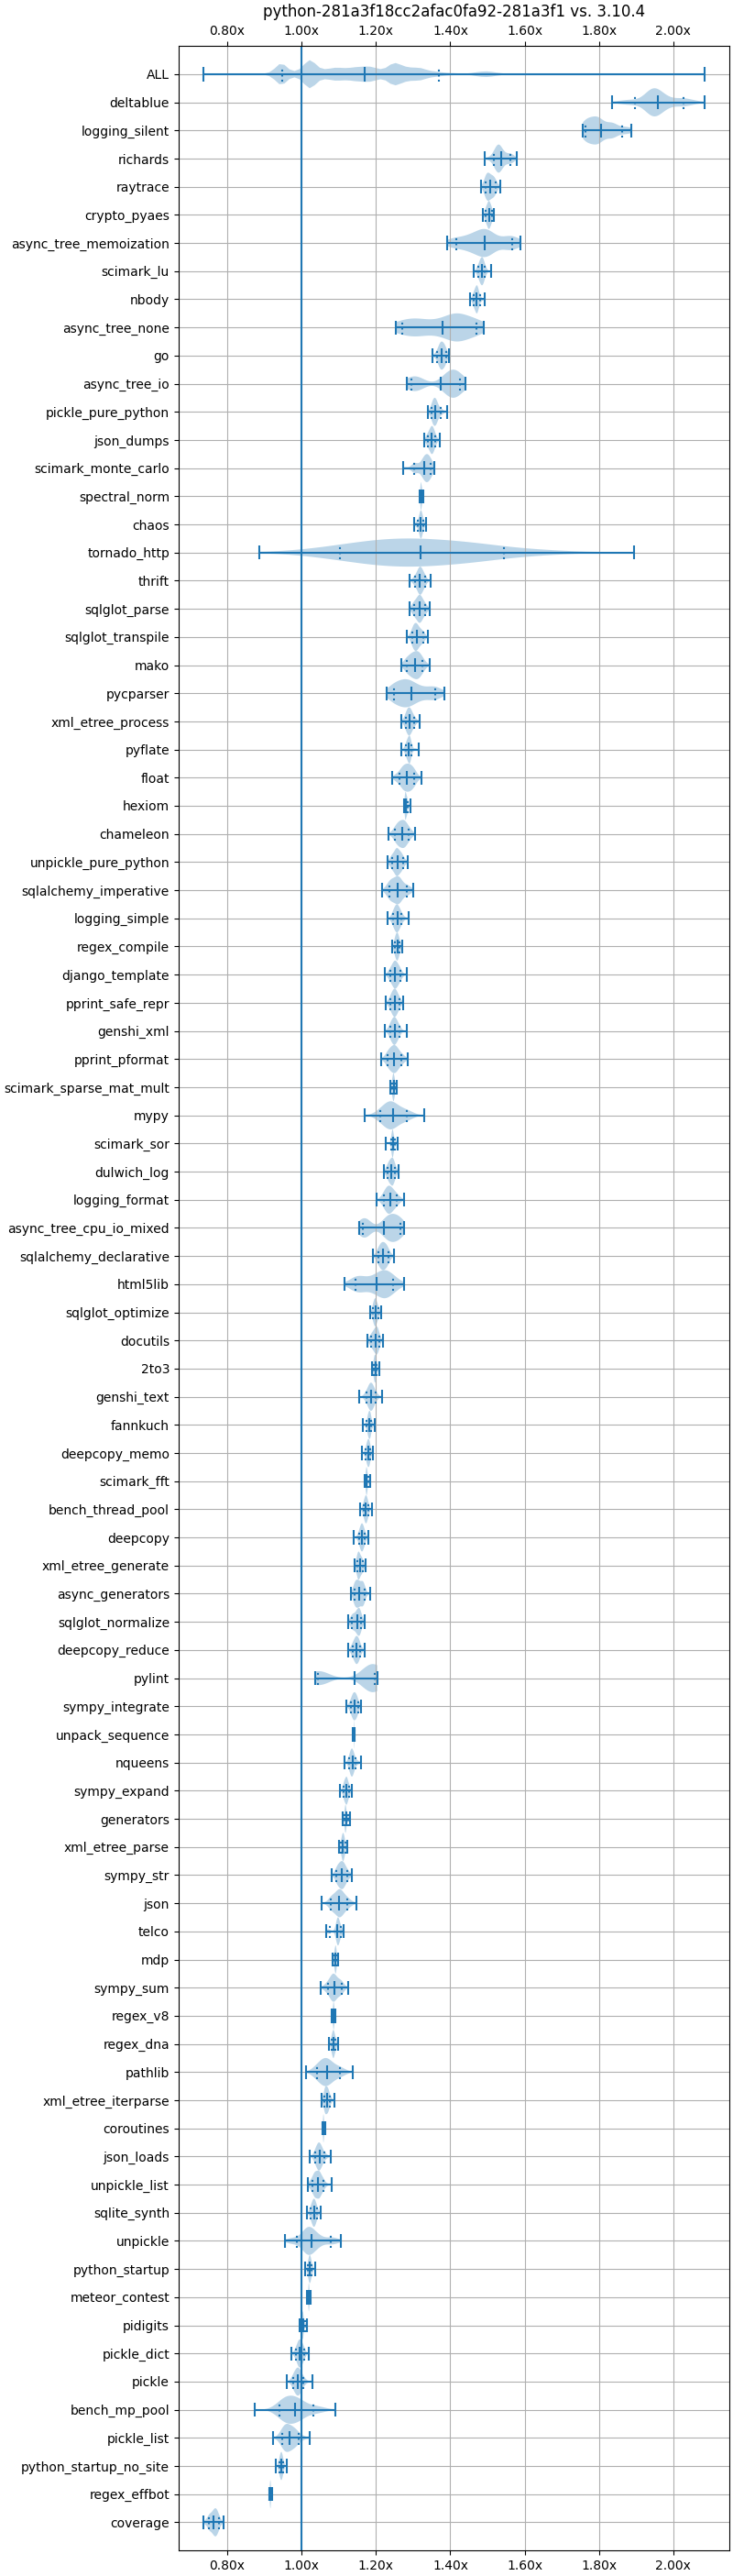 python-281a3f18cc2afac0fa92-281a3f1 vs. 3.10.4
0.80x 1.00x 1.20x 1.40x 1.60x 1.80x 2.00x
ALL
deltablue
logging_silent
richards
raytrace
crypto_pyaes
async_tree_memoization
scimark_lu
nbody
async_tree_none
go
async_tree_io
pickle_pure_python
json_dumps
scimark_monte_carlo
spectral_norm
chaos
tornado_http
thrift
sqlglot_parse
sqlglot_transpile
mako
pycparser
xml_etree_process
pyflate
float
hexiom
chameleon
unpickle_pure_python
sqlalchemy_imperative
logging_simple
regex_compile
django_template
pprint_safe_repr
genshi_xml
pprint_pformat
scimark_sparse_mat_mult
mypy
scimark_sor
dulwich_log
logging_format
async_tree_cpu_io_mixed
sqlalchemy_declarative
html5lib
sqlglot_optimize
docutils
2to3
genshi_text
fannkuch
deepcopy_memo
scimark_fft
bench_thread_pool
deepcopy
xml_etree_generate
async_generators
sqlglot_normalize
deepcopy_reduce
pylint
sympy_integrate
unpack_sequence
nqueens
sympy_expand
generators
xml_etree_parse
sympy_str
json
telco
mdp
sympy_sum
regex_v8
regex_dna
pathlib
xml_etree_iterparse
coroutines
json_loads
unpickle_list
sqlite_synth
unpickle
python_startup
meteor_contest
pidigits
pickle_dict
pickle
bench_mp_pool
pickle_list
python_startup_no_site
regex_effbot
coverage
0.80x 1.00x 1.20x 1.40x 1.60x 1.80x 2.00x